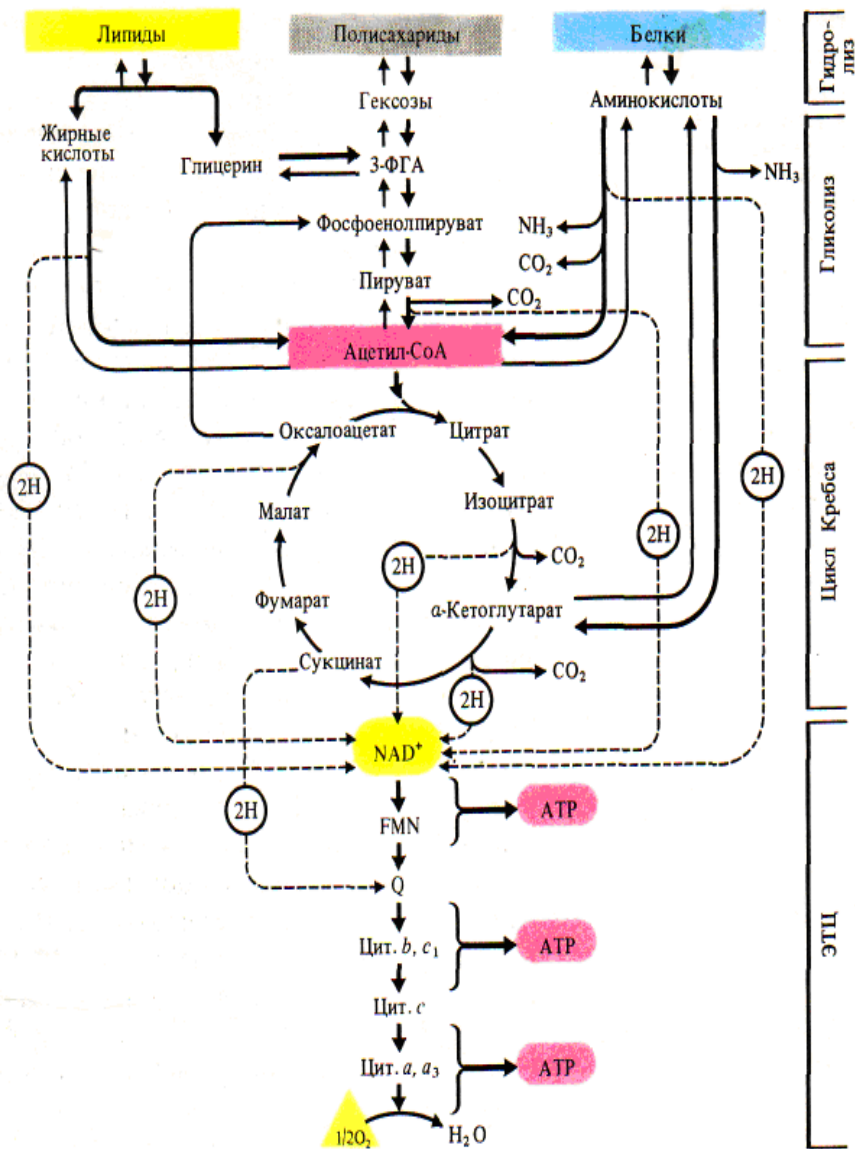 Липиды
Полисахариды
Белки
Гидро-
лиз
Гексозы
Аминокислоты
Жирные
кислоты
Глицерин
3-ФГА
NH₃
Фосфоенолпируват
NH₃
CO₂
Гликолиз
Пируват
CO₂
Ацетил-СоА
Оксалоацетат
Цитрат
2H
2H
Изоцитрат
Малат
2H
Цикл Кребса
2H
CO₂
2H
Фумарат
α-Кетоглутарат
Сукцинат
CO₂
2H
NAD⁺
ATP
2H
FMN
Q
Цит. b, c₁
ATP
ЭТЦ
Цит. c
Цит. a, a₃
ATP
1/2O₂
H₂O